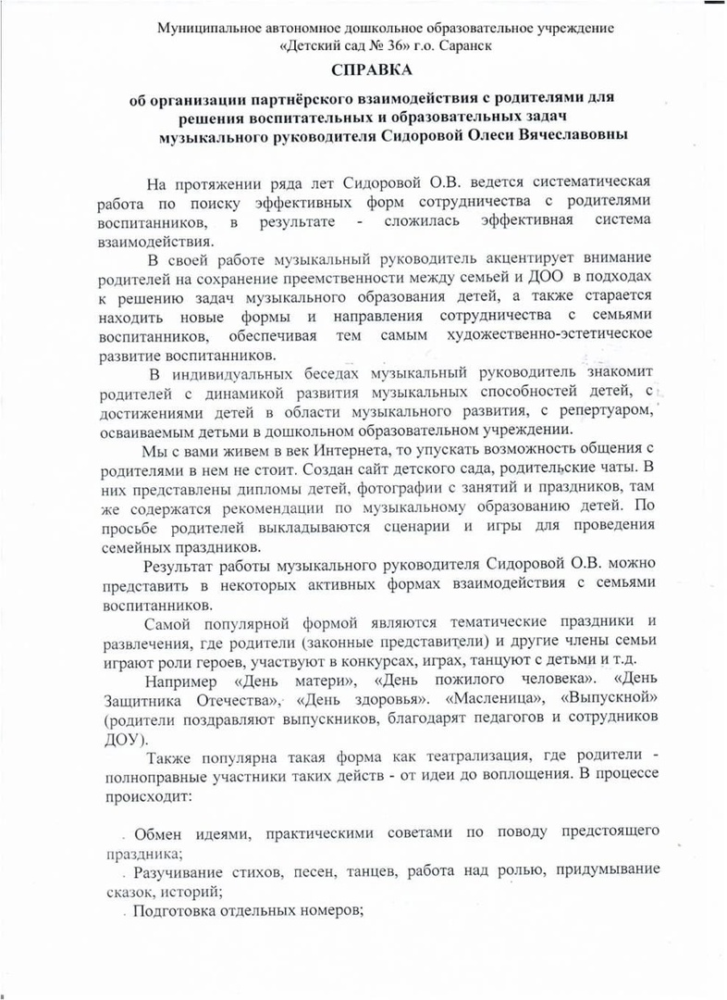 Муниципальное автономное дошкольное образовательное учреждение
«Детский сад № 36» г.о. Саранск
СПРАВКА
об организации партнёрского взаимодействия с родителями для
решения воспитательных и образовательных задач
музыкального руководителя Сидоровой Олеси Вячеславовны
На протяжении ряда лет Сидоровой О.В. ведется систематическая
работа по поиску эффективных форм сотрудничества с родителями
воспитанников, в результате - сложилась эффективная система
взаимодействия.
В своей работе музыкальный руководитель акцентирует внимание
родителей на сохранение преемственности между семьей и ДОО в подходах
к решению задач музыкального образования детей, а также старается
находить новые формы и направления сотрудничества с семьями
воспитанников, обеспечивая тем самым художественно-эстетическое
развитие воспитанников.
В индивидуальных беседах музыкальный руководитель знакомит
родителей с динамикой развития музыкальных способностей детей, с
достижениями детей в области музыкального развития, с репертуаром,
осваиваемым детьми в дошкольном образовательном учреждении.
Мы с вами живем в век Интернета, то упускать возможность общения с
родителями в нем не стоит. Создан сайт детского сада, родительские чаты. В
них представлены дипломы детей, фотографии с занятий и праздников, там
же содержатся рекомендации по музыкальному образованию детей. По
просьбе родителей выкладываются сценарии и игры для проведения
семейных праздников.
Результат работы музыкального руководителя Сидоровой О.В. можно
представить в некоторых активных формах взаимодействия с семьями
воспитанников.
Самой популярной формой являются тематические праздники и
развлечения, где родители (законные представители) и другие члены семьи
играют роли героев, участвуют в конкурсах, играх, танцуют с детьми и т.д.
Например «День матери», «День пожилого человека». «День
Защитника Отечества», «День здоровья». «Масленица», «Выпускной»
(родители поздравляют выпускников, благодарят педагогов и сотрудников
ДОУ).
Также популярна такая форма как театрализация, где родители -
полноправные участники таких действ - от идеи до воплощения. В процессе
происходит:
. Обмен идеями, практическими советами по поводу предстоящего
праздника;
. Разучивание стихов, песен, танцев, работа над ролью, придумывание
сказок, историй;
. Подготовка отдельных номеров;